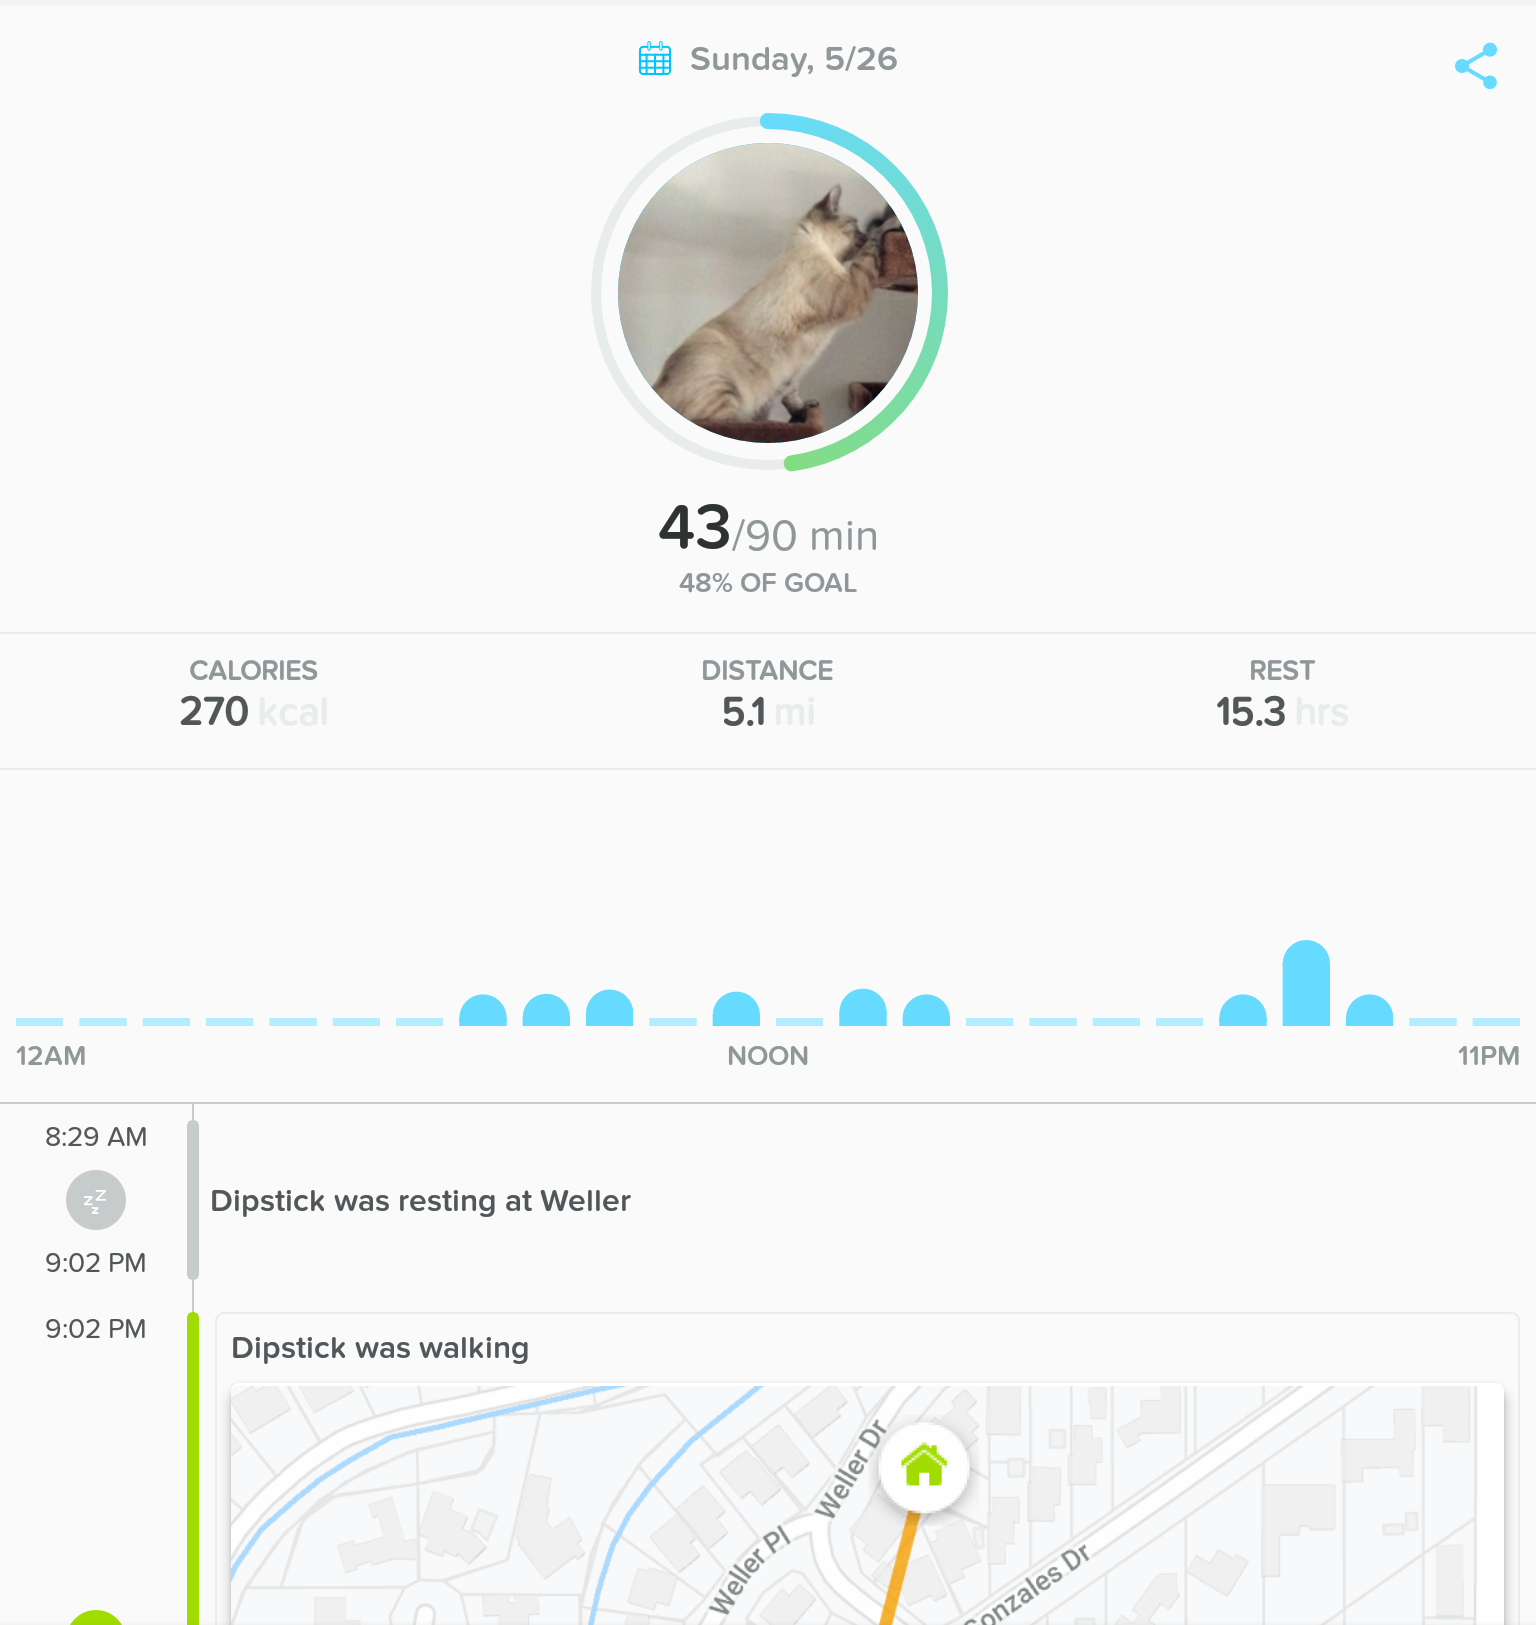 Sunday, 5/26
43/90 min
48% OF GOAL
CALORIES
270 kcal
DISTANCE
5.1 mi
REST
15.3 hrs
12AM
NOON
11PM
8:29 AM
zzz
Dipstick was resting at Weller
9:02 PM
9:02 PM
Dipstick was walking
Weller Dr
Weller Pl
Gonzales Dr